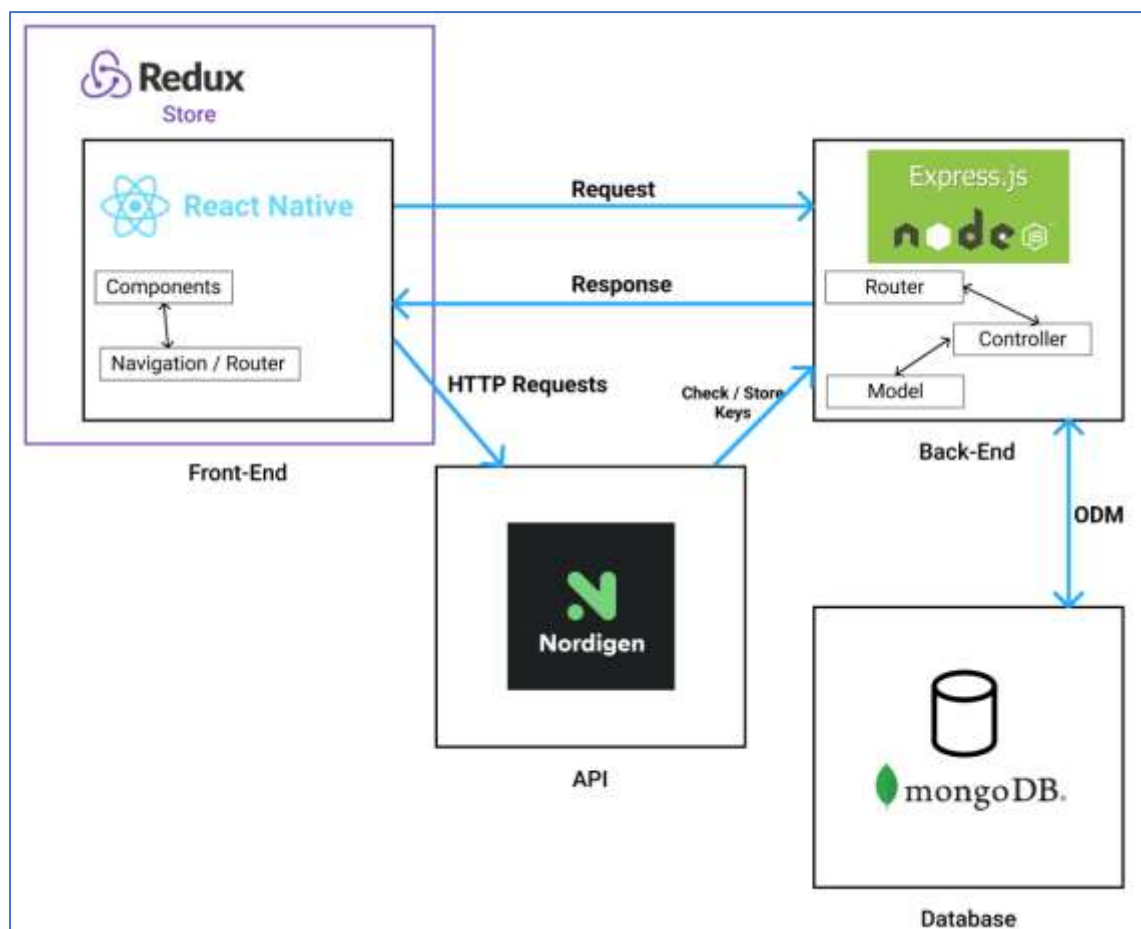 Redux
Store
React Native
Components
Navigation / Router
Front-End
Request
Response
HTTP Requests
Check / Store
Keys
Express.js
node
JS
Router
Controller
Model
Back-End
ODM
Nordigen
API
mongoDB.
Database